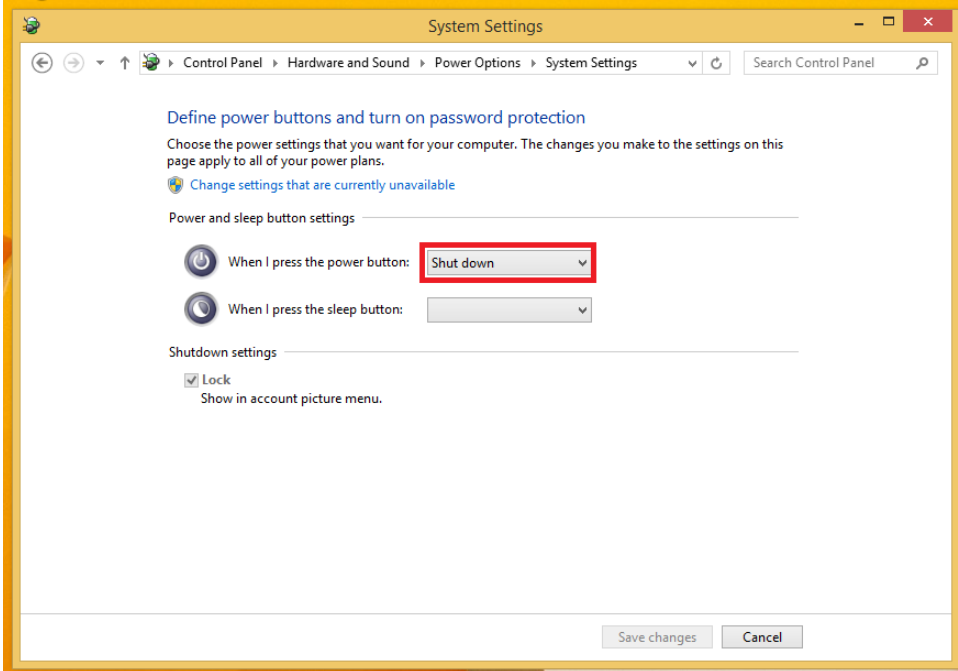 System Settings
Control Panel Hardware and Sound Power Options System Settings Search Control Panel
Define power buttons and turn on password protection
Choose the power settings that you want for your computer. The changes you make to the settings on this
page apply to all of your power plans.
Change settings that are currently unavailable
Power and sleep button settings
When I press the power button: Shut down
When I press the sleep button:
Shutdown settings
Lock
Show in account picture menu.
Save changes Cancel